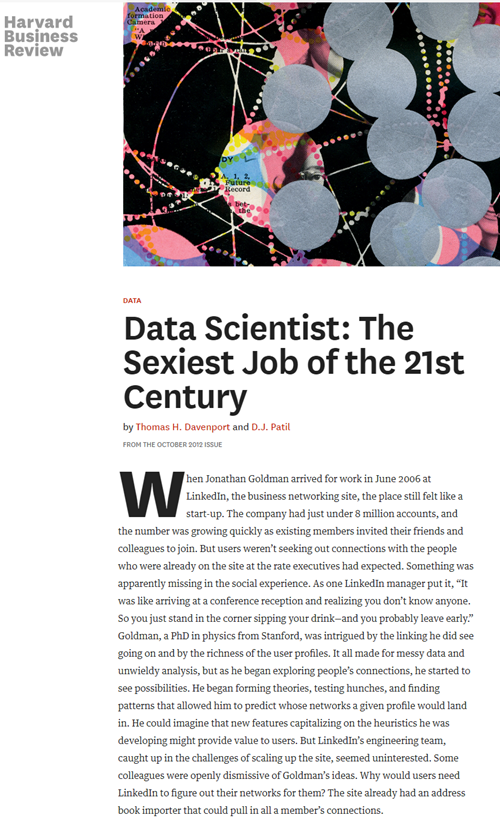 Harvard
Business
Review
Academic
formation
Camera
"A
W
DY
A. 1, 2,
Future
Record
a bet-
the
DATA
Data Scientist: The
Sexiest Job of the 21st
Century
by Thomas H. Davenport and D.J. Patil
FROM THE OCTOBER 2012 ISSUE
When Jonathan Goldman arrived for work in June 2006 at
LinkedIn, the business networking site, the place still felt like a
start-up. The company had just under 8 million accounts, and
the number was growing quickly as existing members invited their friends and
colleagues to join. But users weren’t seeking out connections with the people
who were already on the site at the rate executives had expected. Something was
apparently missing in the social experience. As one LinkedIn manager put it, “It
was like arriving at a conference reception and realizing you don’t know anyone.
So you just stand in the corner sipping your drink—and you probably leave early.”
Goldman, a PhD in physics from Stanford, was intrigued by the linking he did see
going on and by the richness of the user profiles. It all made for messy data and
unwieldy analysis, but as he began exploring people’s connections, he started to
see possibilities. He began forming theories, testing hunches, and finding
patterns that allowed him to predict whose networks a given profile would land
in. He could imagine that new features capitalizing on the heuristics he was
developing might provide value to users. But LinkedIn’s engineering team,
caught up in the challenges of scaling up the site, seemed uninterested. Some
colleagues were openly dismissive of Goldman’s ideas. Why would users need
LinkedIn to figure out their networks for them? The site already had an address
book importer that could pull in all a member’s connections.